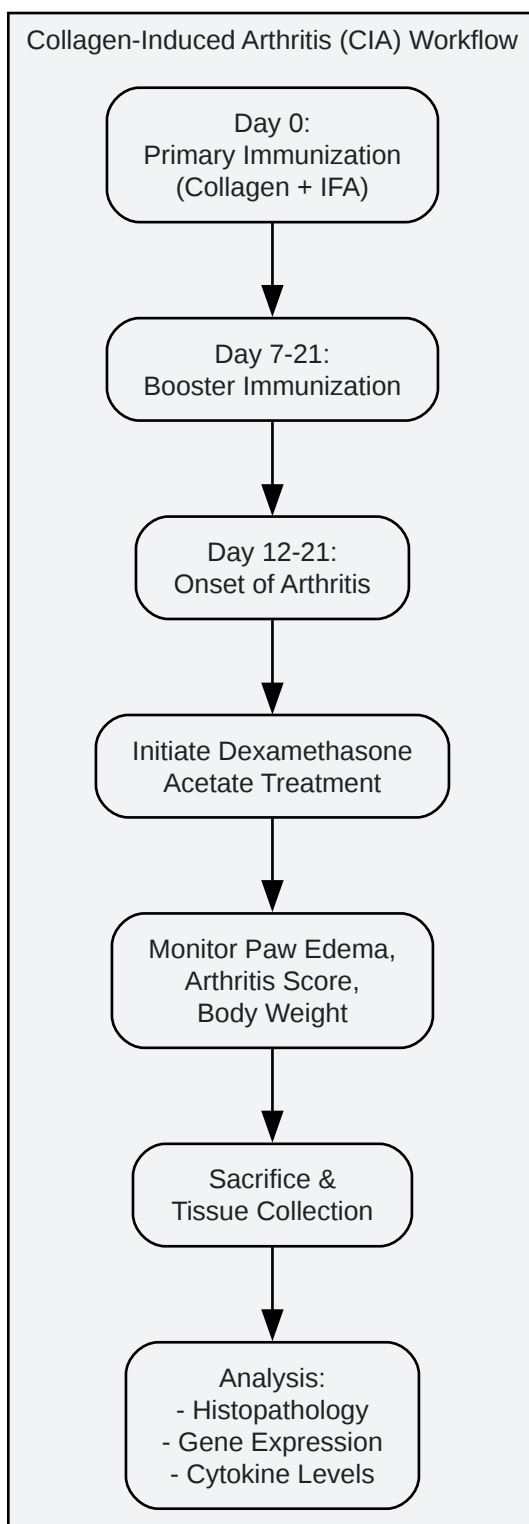 Collagen-Induced Arthritis (CIA) Workflow
Day 0:
Primary Immunization
(Collagen + IFA)
Day 7-21:
Booster Immunization
Day 12-21:
Onset of Arthritis
Initiate Dexamethasone
Acetate Treatment
Monitor Paw Edema,
Arthritis Score,
Body Weight
Sacrifice &
Tissue Collection
Analysis:
- Histopathology
- Gene Expression
- Cytokine Levels